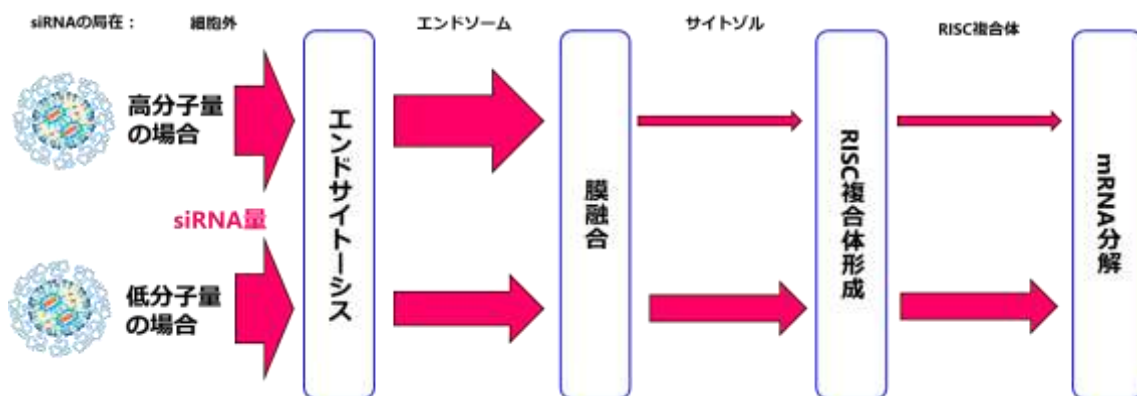 siRNAの局在： 細胞外 エンドソーム サイトゾル RISC複合体
高分子量
の場合
siRNA量
低分子量
の場合
エンドサイトーシス
膜融合
RISC複合体形成
mRNA分解